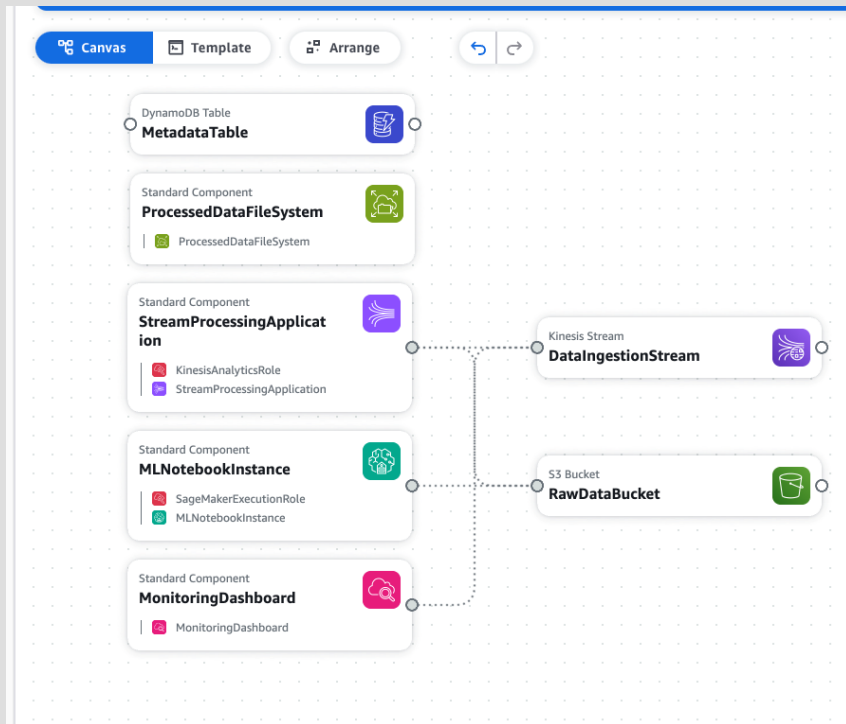 Canvas
Template
Arrange
DynamoDB Table
MetadataTable
Standard Component
ProcessedDataFileSystem
ProcessedDataFileSystem
Standard Component
StreamProcessingApplicat
ion
KinesisAnalyticsRole
StreamProcessingApplication
Kinesis Stream
DataIngestionStream
Standard Component
MLNotebookInstance
SageMakerExecutionRole
MLNotebookInstance
S3 Bucket
RawDataBucket
Standard Component
MonitoringDashboard
MonitoringDashboard